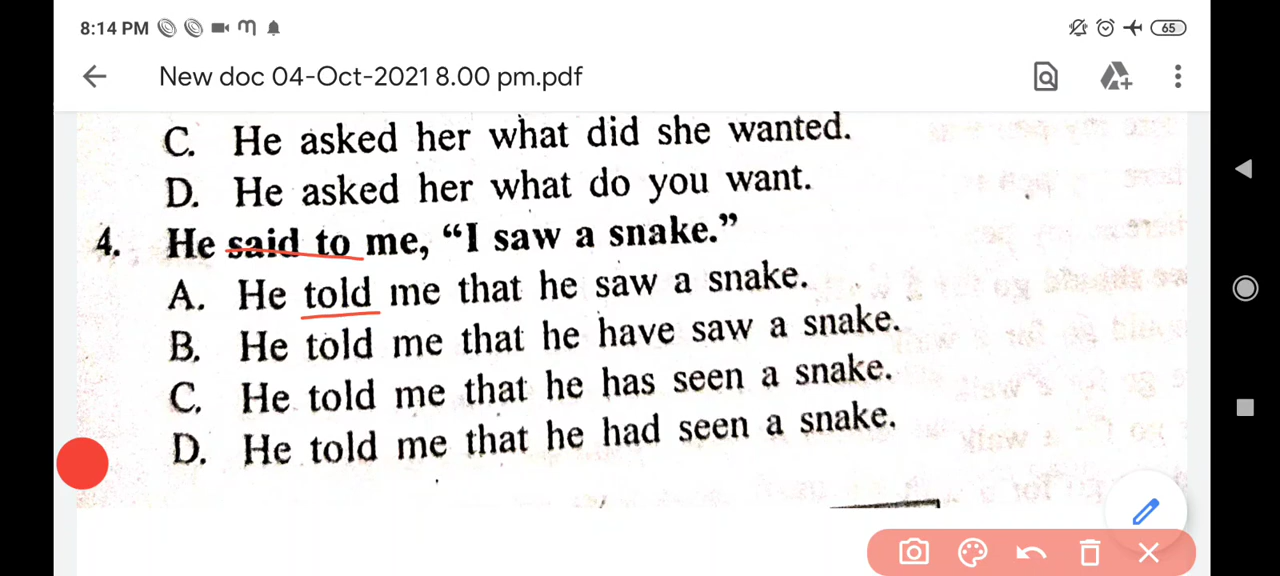 8:14 PM
65
New doc 04-Oct-2021 8.00 pm.pdf
C. He asked her what did she wanted.
D. He asked her what do you want.
4. He said to me, “I saw a snake.”
A. He told me that he saw a snake.
B. He told me that he have saw a snake.
C. He told me that he has seen a snake.
D. He told me that he had seen a snake.